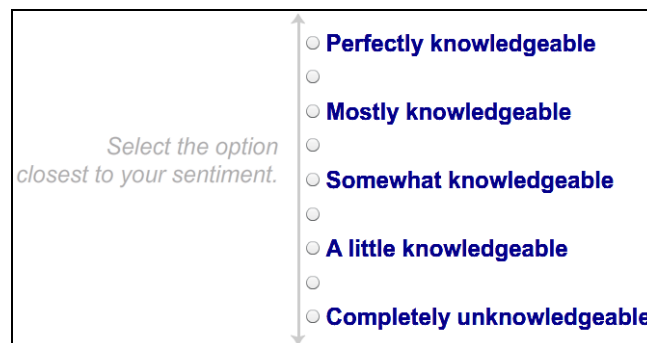 Perfectly knowledgeable
Mostly knowledgeable
Select the option
closest to your sentiment.
Somewhat knowledgeable
A little knowledgeable
Completely unknowledgeable